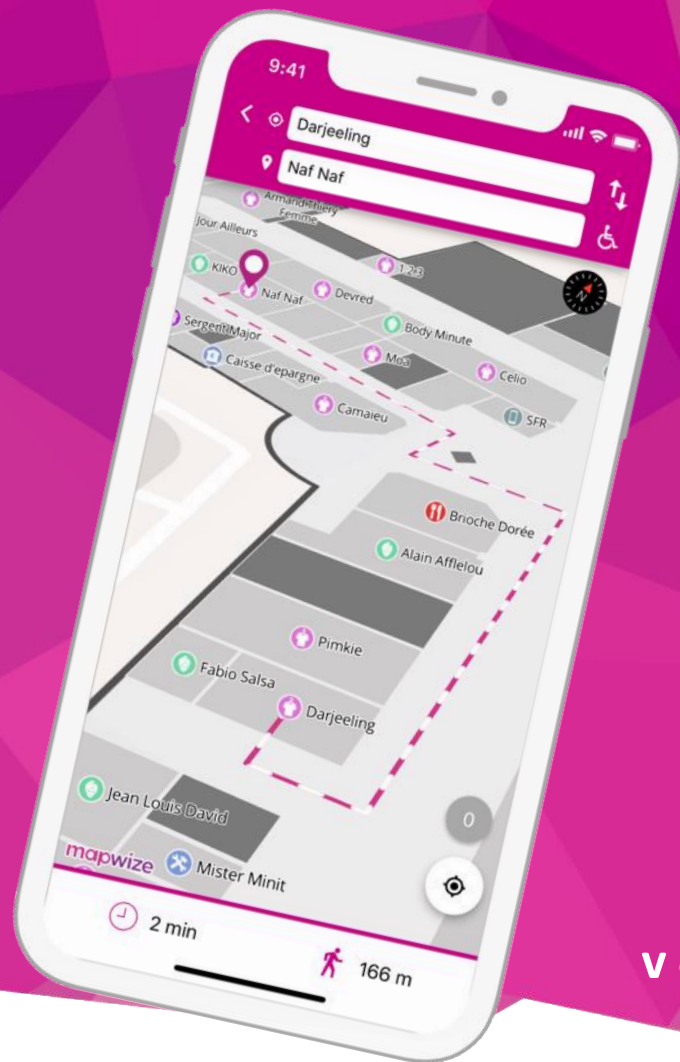 9:41
Darjeeling
Naf Naf
Armand Thiery
Femme
Jour Ailleurs
1 2 3
KIKO
Naf Naf
Devred
Body Minute
Sergent Major
Moa
Celio
Caisse d'epargne
Camaieu
SFR
N
Brioche Dorée
Alain Afflelou
Pimkie
Fabio Salsa
Darjeeling
Jean Louis David
0
mapwize
Mister Minit
2 min
166 m
V